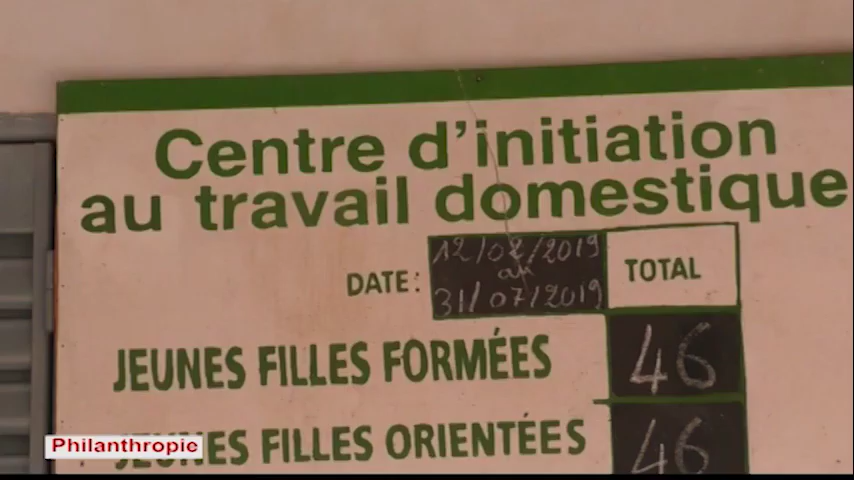 Centre d'initiation
au travail domestique
12/02/2019
DATE: au TOTAL
31/07/2019
JEUNES FILLES FORMÉES 46
JEUNES FILLES ORIENTÉES 46
Philanthropie